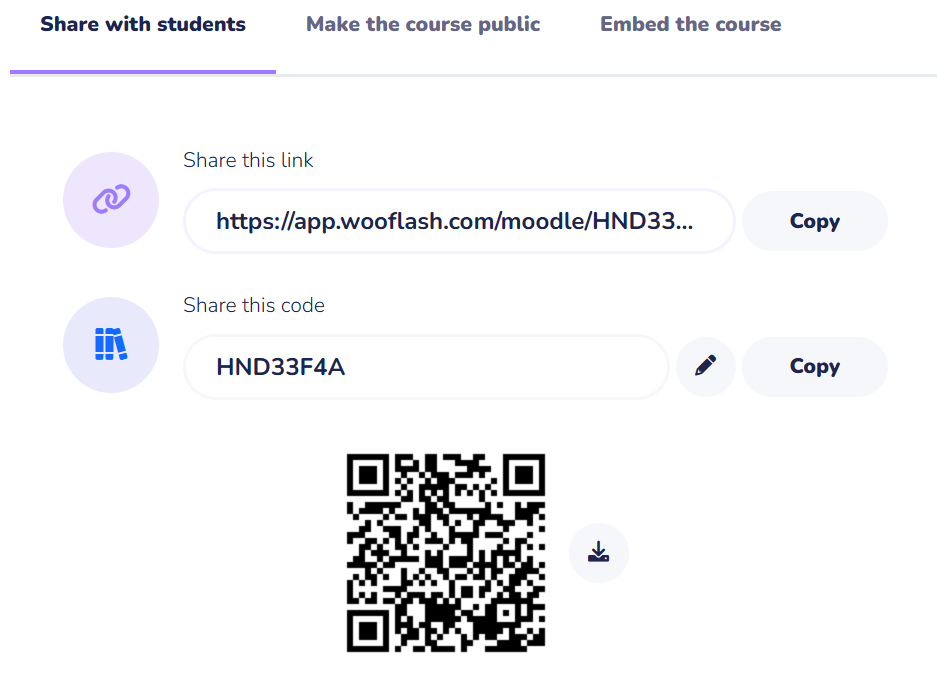 Share with students Make the course public Embed the course
Share this link
https://app.wooflash.com/moodle/HND33... Copy
Share this code
HND33F4A Copy